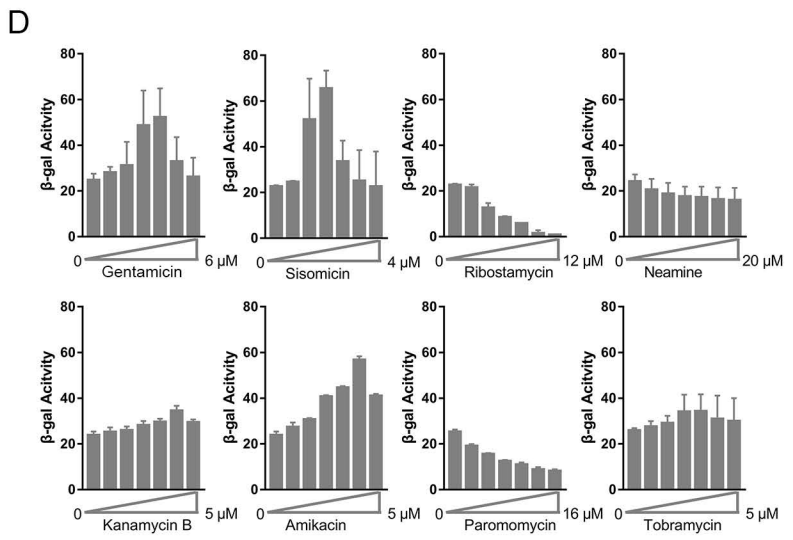 D
β-gal Acitvity
80
60
40
20
0
0 6 μM
Gentamicin
β-gal Acitvity
80
60
40
20
0
0 4 μM
Sisomicin
β-gal Acitvity
80
60
40
20
0
0 12 μM
Ribostamycin
β-gal Acitvity
80
60
40
20
0
0 20 μM
Neamine
β-gal Acitvity
80
60
40
20
0
0 5 μM
Kanamycin B
β-gal Acitvity
80
60
40
20
0
0 5 μM
Amikacin
β-gal Acitvity
80
60
40
20
0
0 16 μM
Paromomycin
β-gal Acitvity
80
60
40
20
0
0 5 μM
Tobramycin